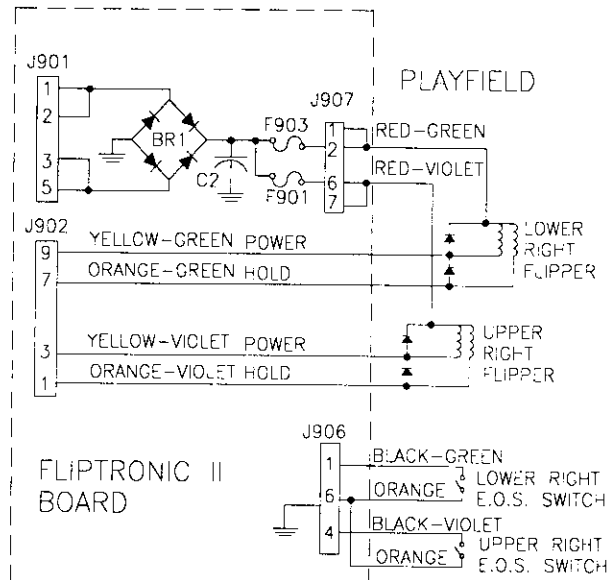 J901
1
2
3
5
BR1
C2
F903
F901
J907
1
2
6
7
PLAYFIELD
RED-GREEN
RED-VIOLET
J902
9
7
3
1
YELLOW-GREEN POWER
ORANGE-GREEN HOLD
LOWER
RIGHT
FLIPPER
YELLOW-VIOLET POWER
ORANGE-VIOLET HOLD
UPPER
RIGHT
FLIPPER
FLIPTRONIC II
BOARD
J906
1
6
4
BLACK-GREEN
ORANGE
LOWER RIGHT
E.O.S. SWITCH
BLACK-VIOLET
ORANGE
UPPER RIGHT
E.O.S. SWITCH